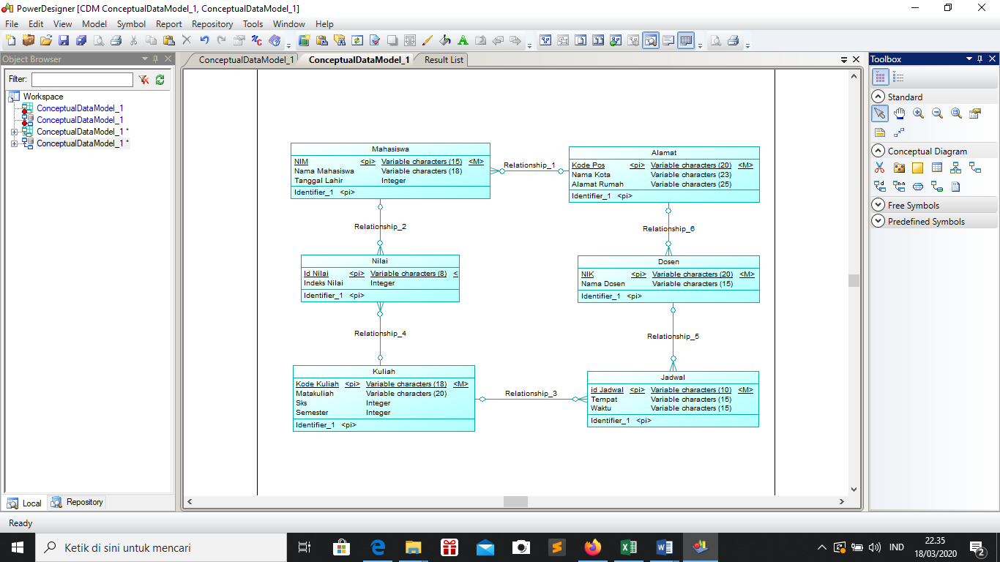 PowerDesigner [CDM ConceptualDataModel_1, ConceptualDataModel_1]
File Edit View Model Symbol Report Repository Tools Window Help
Object Browser
Filter:
Workspace
ConceptualDataModel_1
ConceptualDataModel_1
ConceptualDataModel_1 *
ConceptualDataModel_1 *
Local Repository
ConceptualDataModel_1 ConceptualDataModel_1 Result List
Mahasiswa
NIM <pi> Variable characters (15) <M>
Nama Mahasiswa Variable characters (18)
Tanggal Lahir Integer
Identifier_1 <pi>
Relationship_1
Alamat
Kode Pos <pi> Variable characters (20) <M>
Nama Kota Variable characters (23)
Alamat Rumah Variable characters (25)
Identifier_1 <pi>
Relationship_2
Relationship_6
Nilai
Id Nilai <pi> Variable characters (8) <
Indeks Nilai Integer
Identifier_1 <pi>
Dosen
NIK <pi> Variable characters (20) <M>
Nama Dosen Variable characters (15)
Identifier_1 <pi>
Relationship_4
Relationship_5
Kuliah
Kode Kuliah <pi> Variable characters (18) <M>
Matakuliah Variable characters (20)
Sks Integer
Semester Integer
Identifier_1 <pi>
Relationship_3
Jadwal
id Jadwal <pi> Variable characters (10) <M>
Tempat Variable characters (15)
Waktu Variable characters (15)
Identifier_1 <pi>
Toolbox
Standard
Conceptual Diagram
Free Symbols
Predefined Symbols
Ready
Ketik di sini untuk mencari
IND
22.35
18/03/2020
2